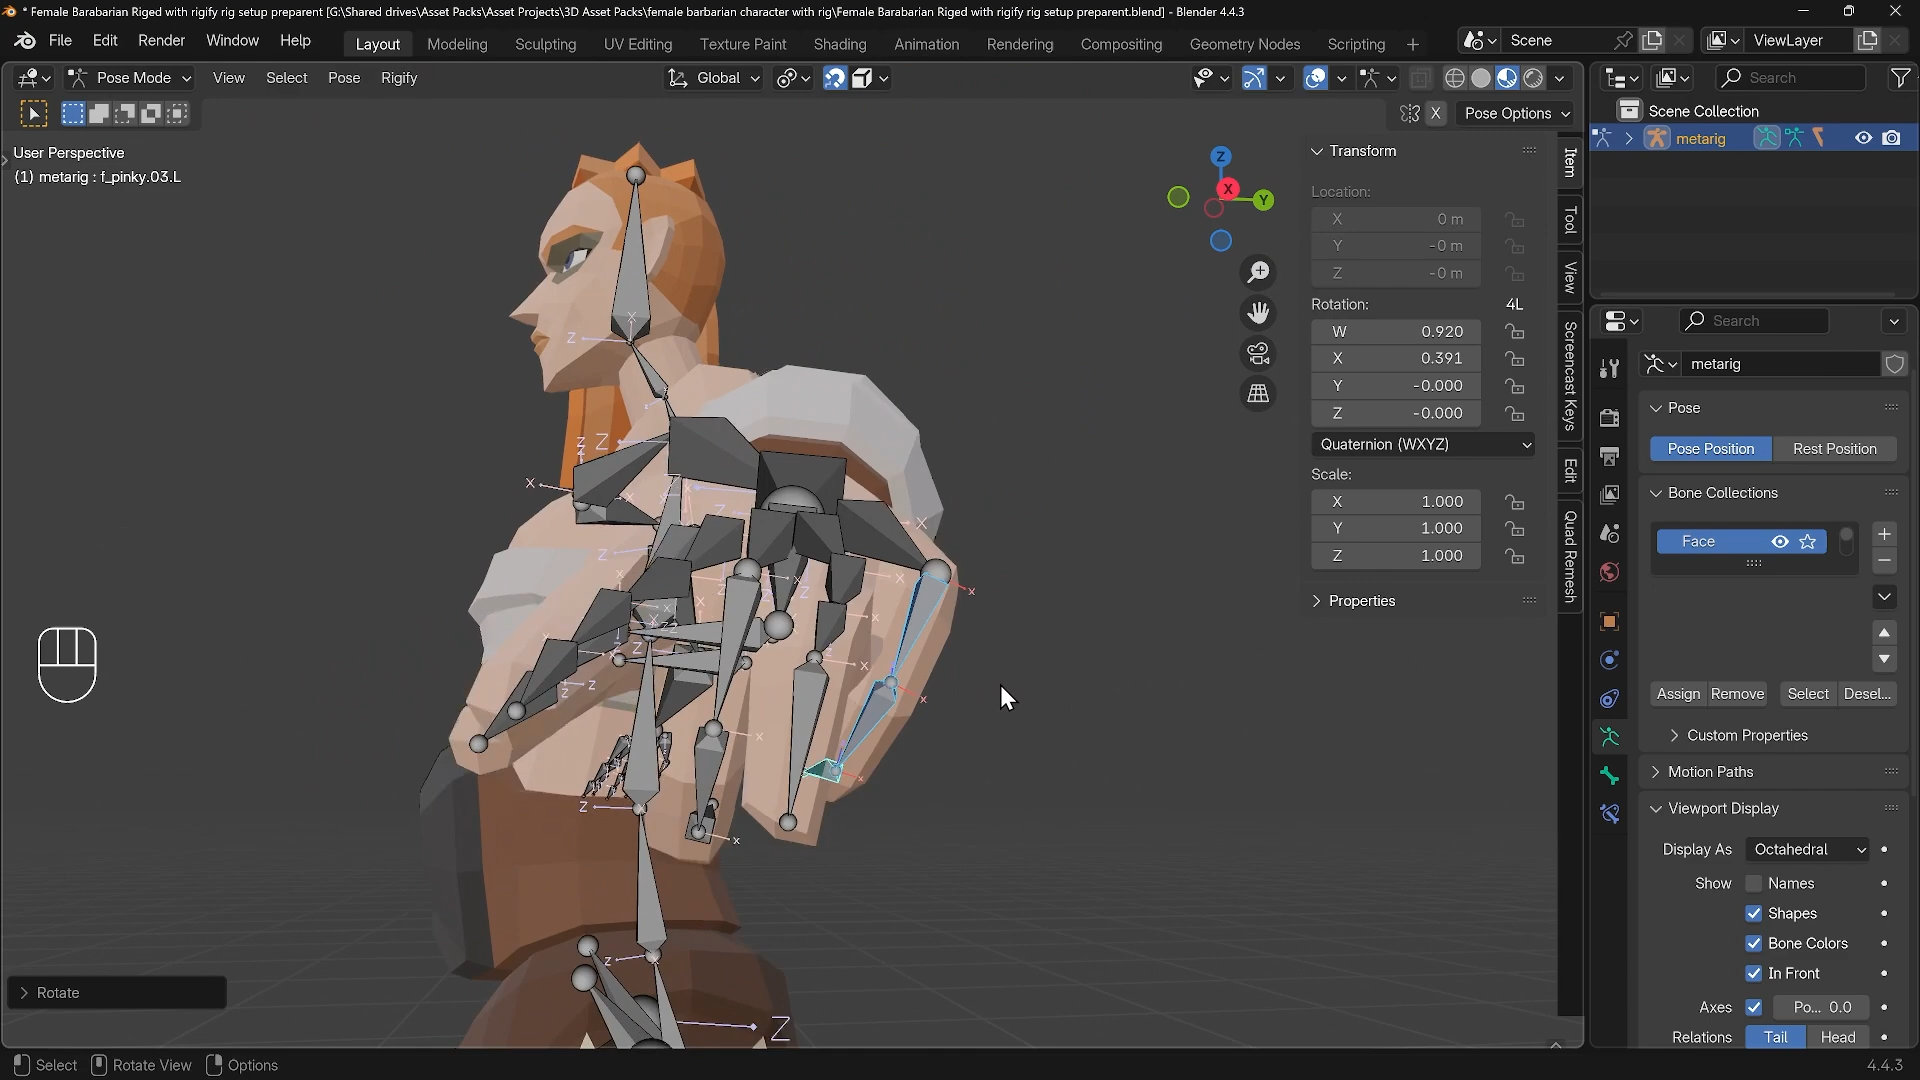 * Female Barabarian Riged with rigify rig setup preparent [G:\Shared drives\Asset Packs\Asset Projects\3D Asset Packs\female barbarian character with rig\Female Barabarian Riged with rigify rig setup preparent.blend] - Blender 4.4.3
File Edit Render Window Help Layout Modeling Sculpting UV Editing Texture Paint Shading Animation Rendering Compositing Geometry Nodes Scripting + Scene ViewLayer
Pose Mode View Select Pose Rigify Global Search
X Pose Options
Scene Collection
metarig
User Perspective
(1) metarig : f_pinky.03.L
Z
X
Y
Transform
Location:
X 0 m
Y -0 m
Z -0 m
Rotation: 4L
W 0.920
X 0.391
Y -0.000
Z -0.000
Quaternion (WXYZ)
Scale:
X 1.000
Y 1.000
Z 1.000
Properties
Item
Tool
View
Screencast Keys
Edit
Quad Remesh
Search
metarig
Pose
Pose Position Rest Position
Bone Collections
Face
Assign Remove Select Desel...
Custom Properties
Motion Paths
Viewport Display
Display As Octahedral
Show Names
Shapes
Bone Colors
In Front
Axes Po... 0.0
Relations Tail Head
Rotate
Select Rotate View Options 4.4.3